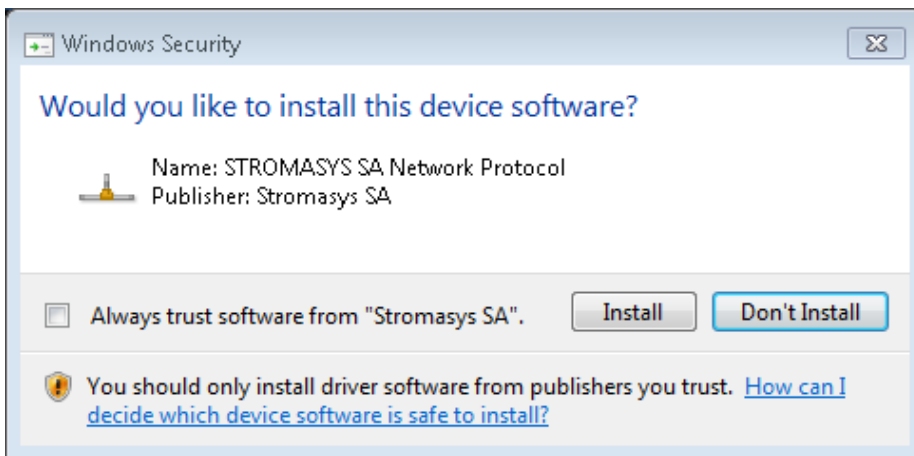 Windows Security
Would you like to install this device software?
Name: STROMASYS SA Network Protocol
Publisher: Stromasys SA
Always trust software from "Stromasys SA".
Install
Don't Install
You should only install driver software from publishers you trust. How can I
decide which device software is safe to install?